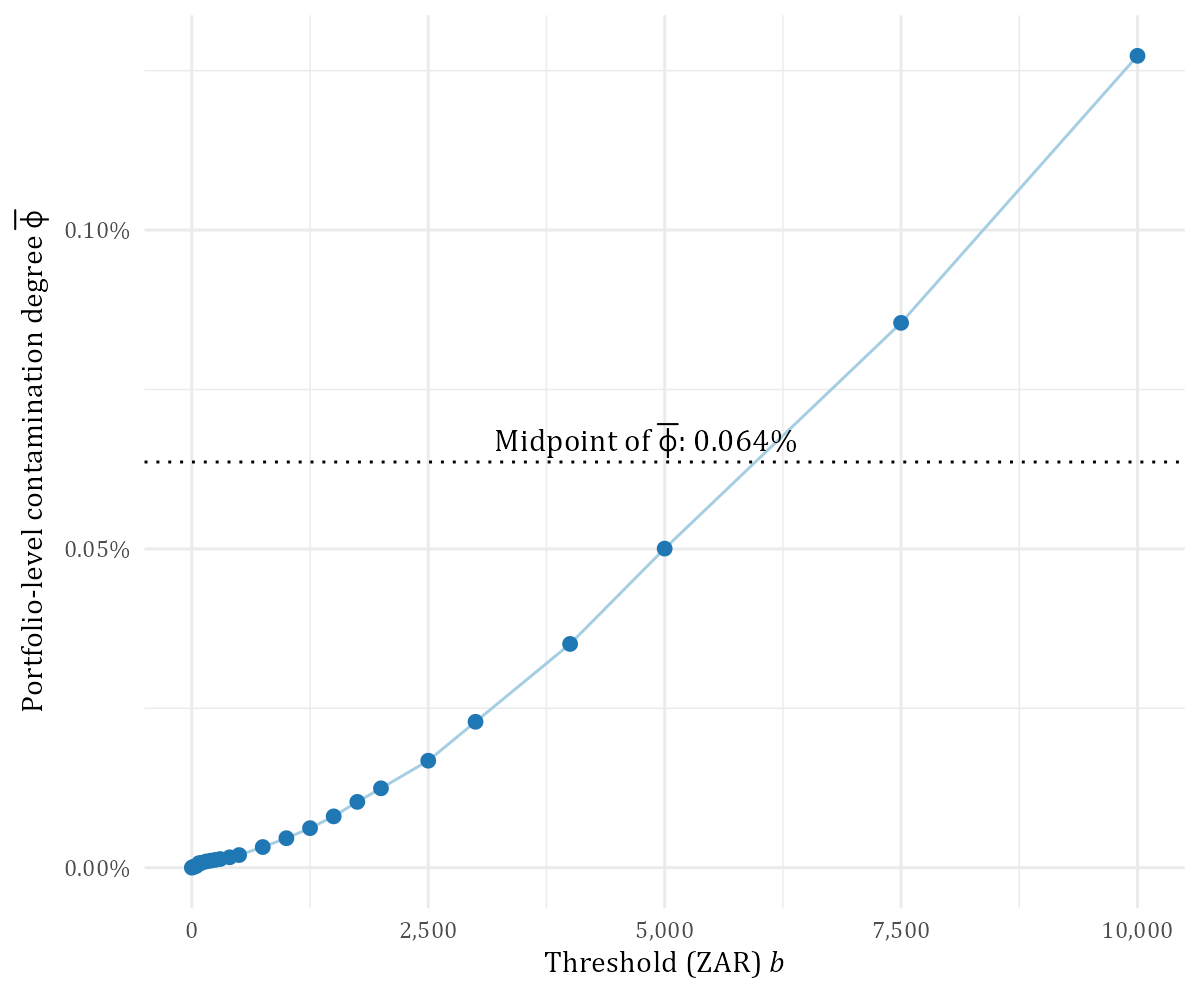 Portfolio-level contamination degree ϕ̅
0.10%
0.05%
0.00%
Midpoint of ϕ̅: 0.064%
0
2,500
5,000
7,500
10,000
Threshold (ZAR) b